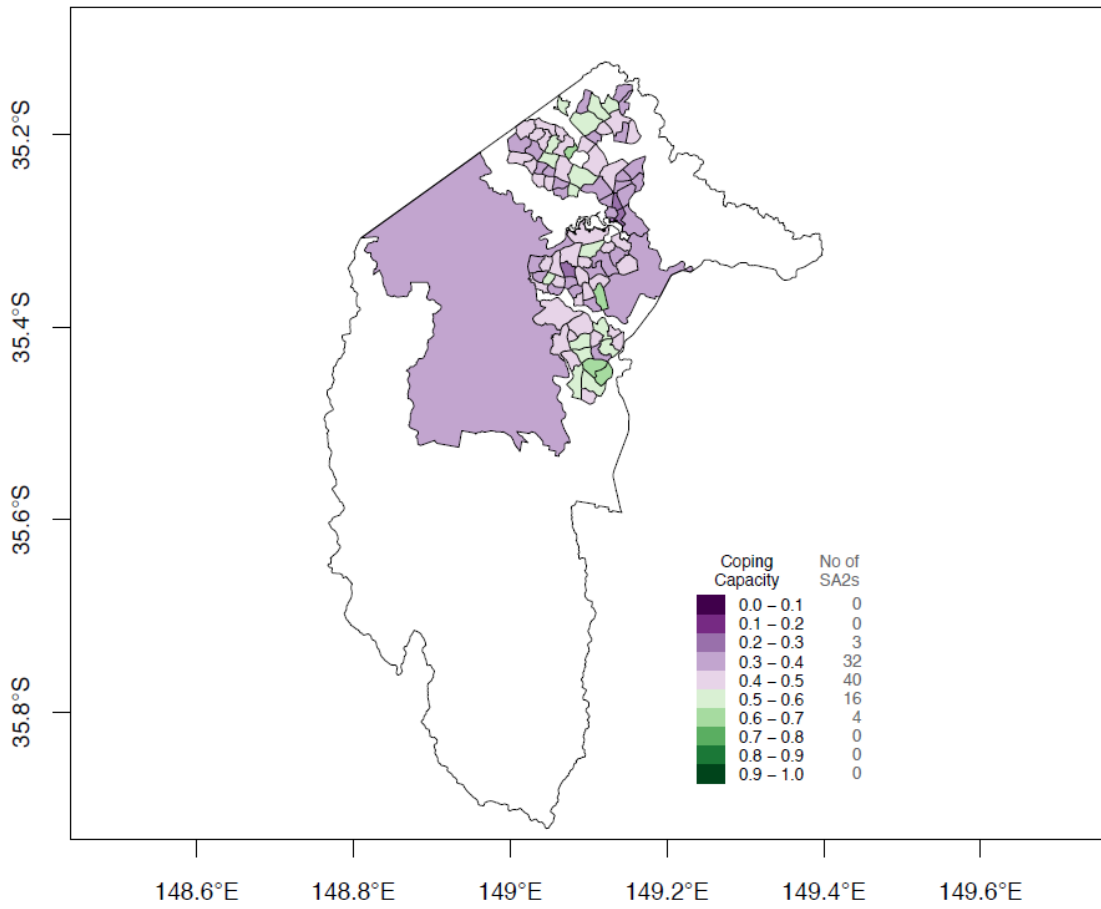 35.2°S
35.4°S
35.6°S
35.8°S
Coping No of
Capacity SA2s
0.0 – 0.1 0
0.1 – 0.2 0
0.2 – 0.3 3
0.3 – 0.4 32
0.4 – 0.5 40
0.5 – 0.6 16
0.6 – 0.7 4
0.7 – 0.8 0
0.8 – 0.9 0
0.9 – 1.0 0
148.6°E 148.8°E 149°E 149.2°E 149.4°E 149.6°E